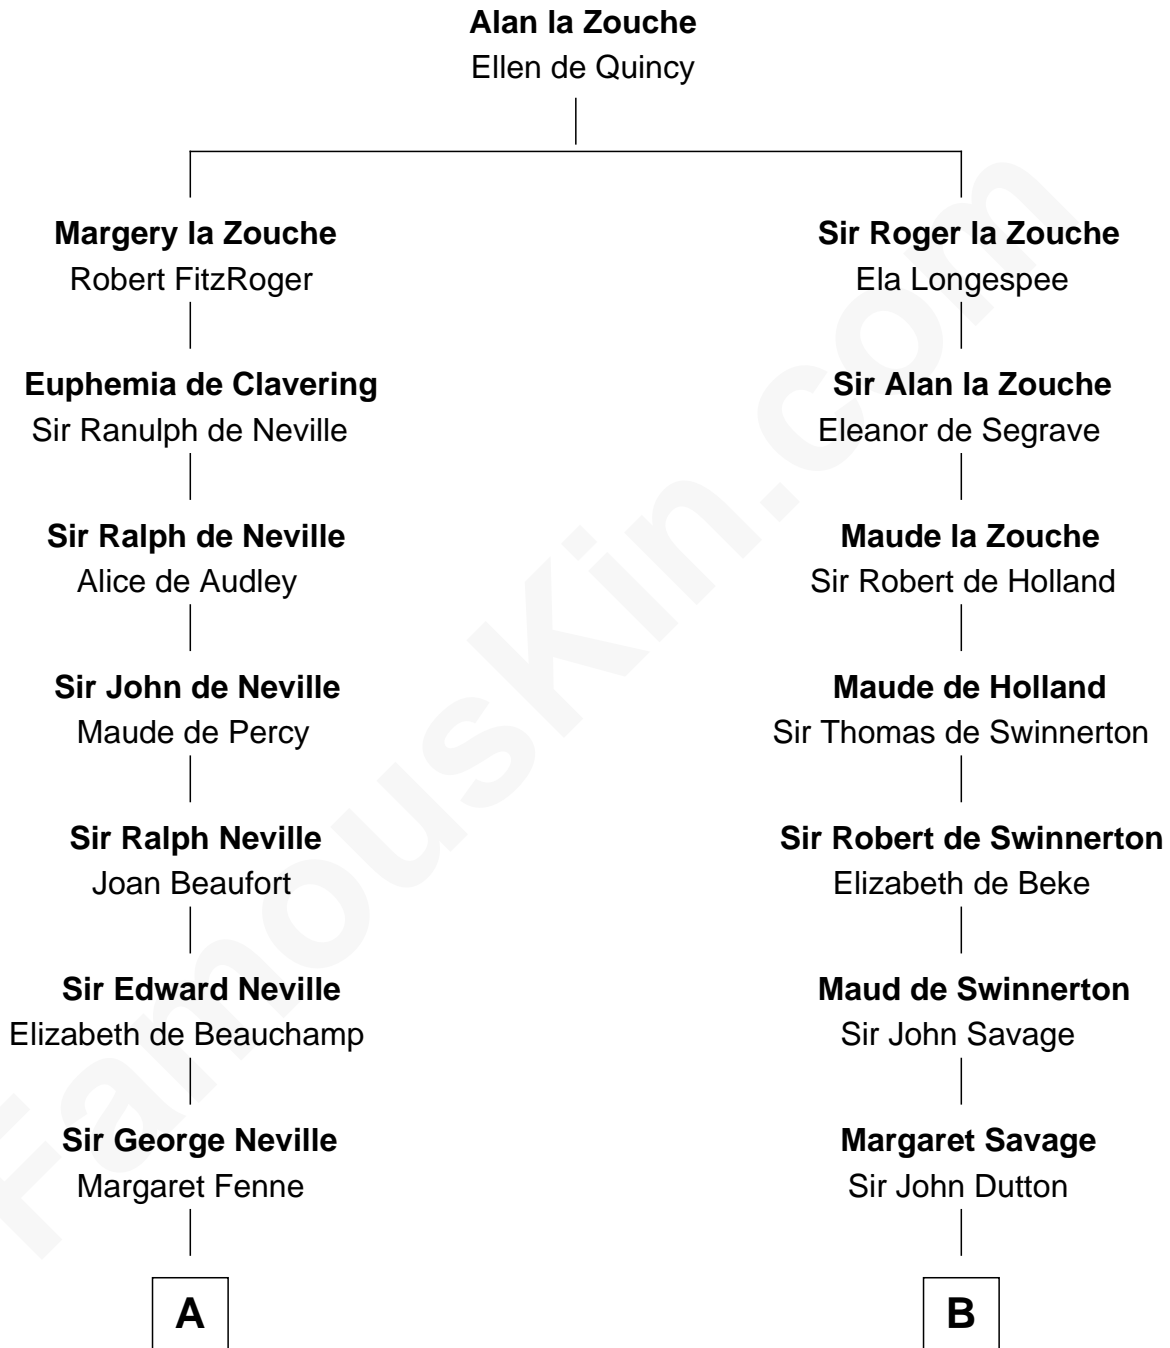 Alan la Zouche
Ellen de Quincy
Margery la Zouche
Robert FitzRoger
Sir Roger la Zouche
Ela Longespee
Euphemia de Clavering
Sir Ranulph de Neville
Sir Alan la Zouche
Eleanor de Segrave
Sir Ralph de Neville
Alice de Audley
Maude la Zouche
Sir Robert de Holland
Sir John de Neville
Maude de Percy
Maude de Holland
Sir Thomas de Swinnerton
Sir Ralph Neville
Joan Beaufort
Sir Robert de Swinnerton
Elizabeth de Beke
Sir Edward Neville
Elizabeth de Beauchamp
Maud de Swinnerton
Sir John Savage
Sir George Neville
Margaret Fenne
Margaret Savage
Sir John Dutton
A
B
FamousKin.com